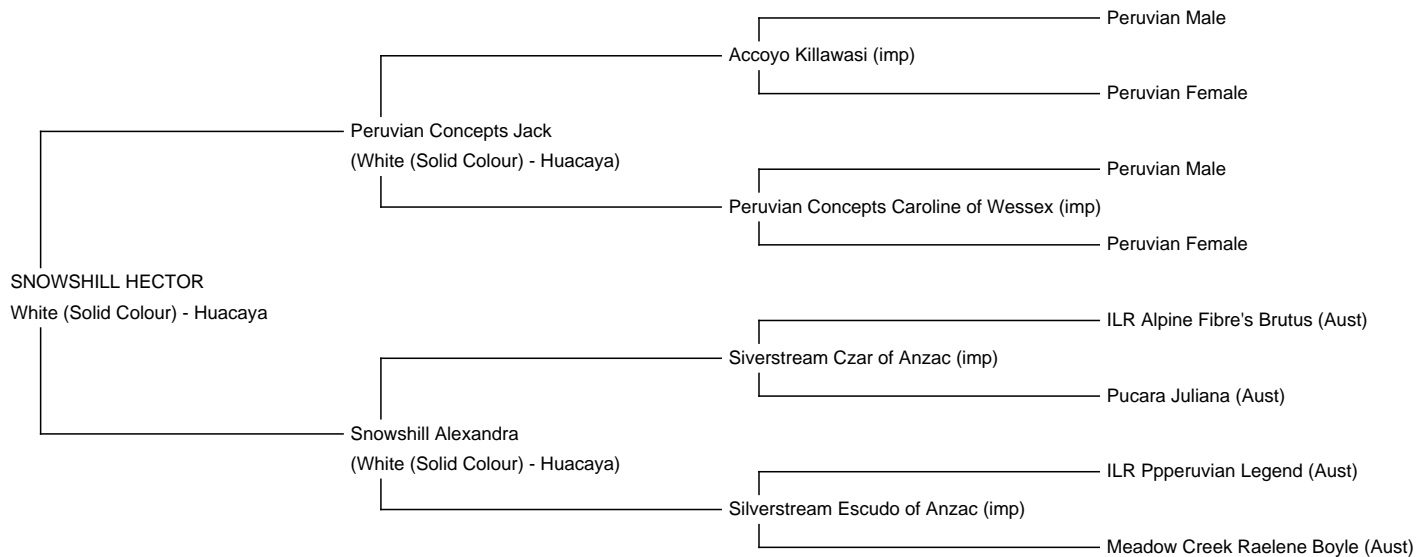 Peruvian Male
Accoyo Killawasi (imp)
Peruvian Female
Peruvian Concepts Jack
(White (Solid Colour) - Huacaya)
Peruvian Male
Peruvian Concepts Caroline of Wessex (imp)
Peruvian Female
SNOWSHILL HECTOR
White (Solid Colour) - Huacaya
ILR Alpine Fibre's Brutus (Aust)
Siverstream Czar of Anzac (imp)
Pucara Juliana (Aust)
Snowshill Alexandra
(White (Solid Colour) - Huacaya)
ILR Ppperuvian Legend (Aust)
Silverstream Escudo of Anzac (imp)
Meadow Creek Raelene Boyle (Aust)